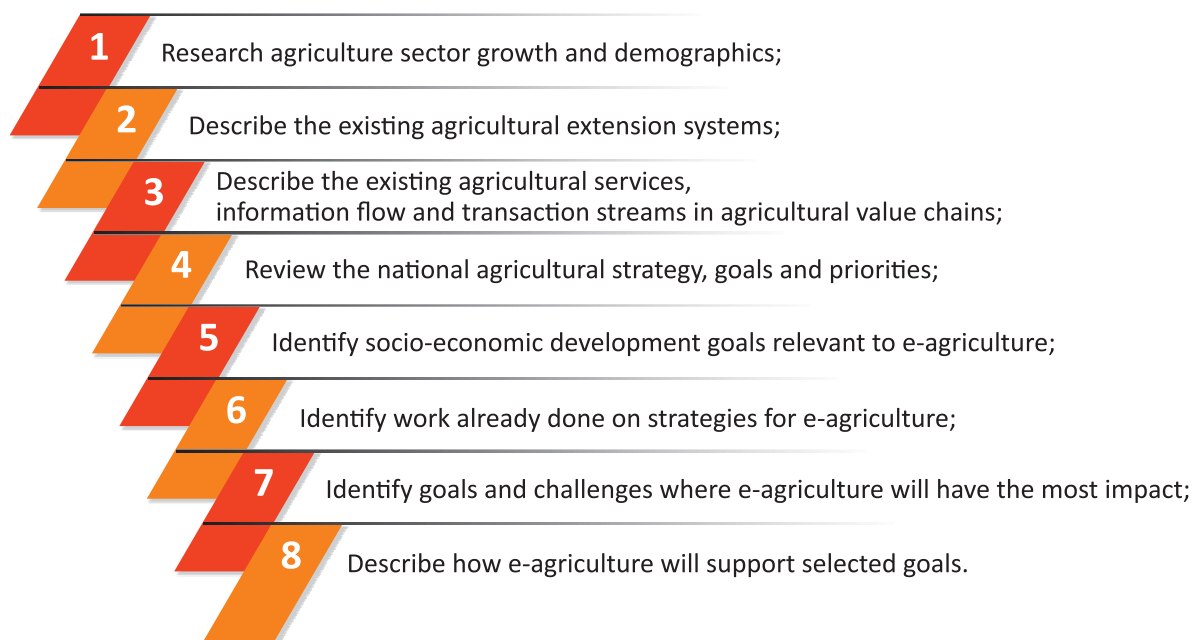 1
Research agriculture sector growth and demographics;
2
Describe the existing agricultural extension systems;
3
Describe the existing agricultural services,
information flow and transaction streams in agricultural value chains;
4
Review the national agricultural strategy, goals and priorities;
5
Identify socio-economic development goals relevant to e-agriculture;
6
Identify work already done on strategies for e-agriculture;
7
Identify goals and challenges where e-agriculture will have the most impact;
8
Describe how e-agriculture will support selected goals.